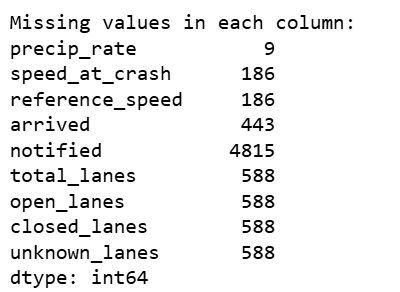 Missing values in each column:
precip_rate 9
speed_at_crash 186
reference_speed 186
arrived 443
notified 4815
total_lanes 588
open_lanes 588
closed_lanes 588
unknown_lanes 588
dtype: int64